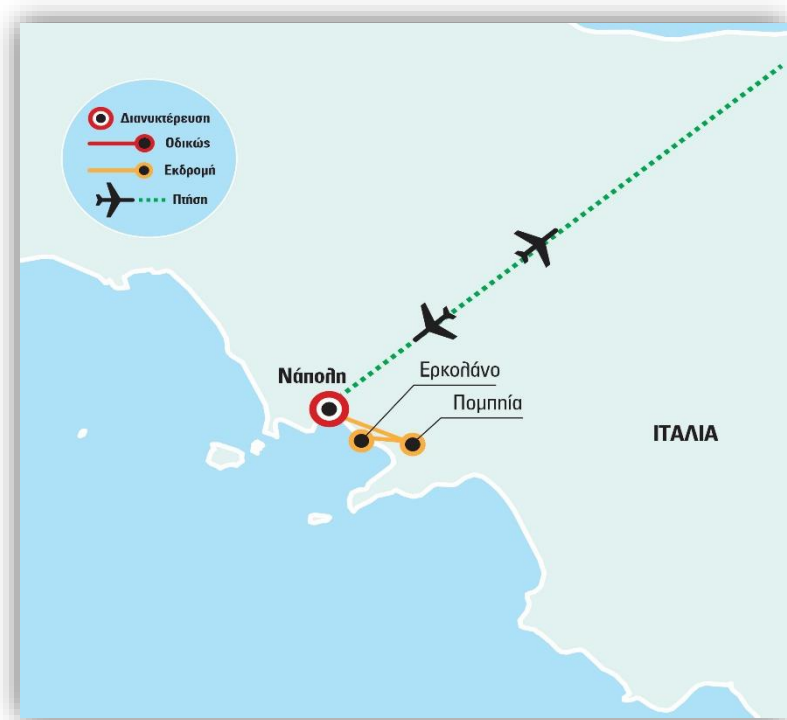 Διανυκτέρευση
Οδικώς
Εκδρομή
Πτήση
Νάπολη
Ερκολάνο
Πομπηία
ΙΤΑΛΙΑ